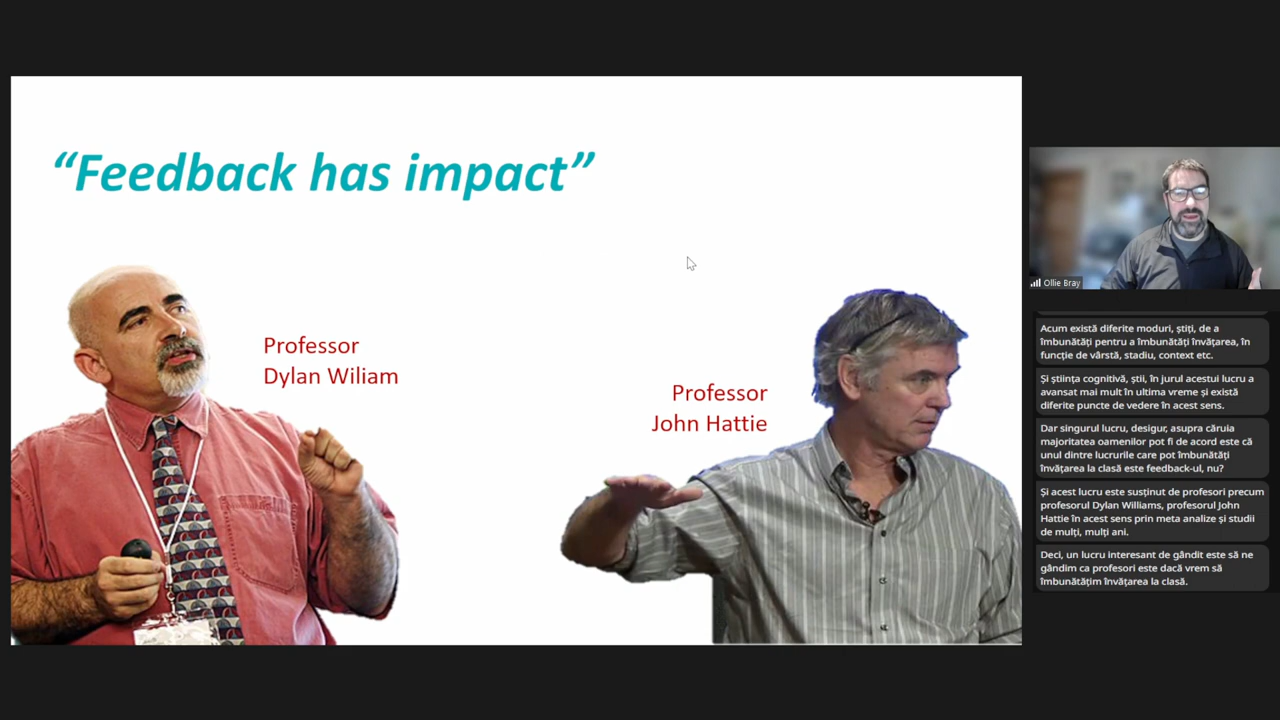 “Feedback has impact”
Professor
Dylan Wiliam
Professor
John Hattie
Ollie Bray
Acum există diferite moduri, știți, de a
îmbunătăți pentru a îmbunătăți învățarea, în
funcție de vârstă, stadiu, context etc.
Și știința cognitivă, știi, în jurul acestui lucru a
avansat mai mult în ultima vreme și există
diferite puncte de vedere în acest sens.
Dar singurul lucru, desigur, asupra căruia
majoritatea oamenilor pot fi de acord este că
unul dintre lucrurile care pot îmbunătăți
învățarea la clasă este feedback-ul, nu?
Și acest lucru este susținut de profesori precum
profesorul Dylan Williams, profesorul John
Hattie în acest sens prin meta analize și studii
de mulți, mulți ani.
Deci, un lucru interesant de gândit este să ne
gândim ca profesori este dacă vrem să
îmbunătățim învățarea la clasă.